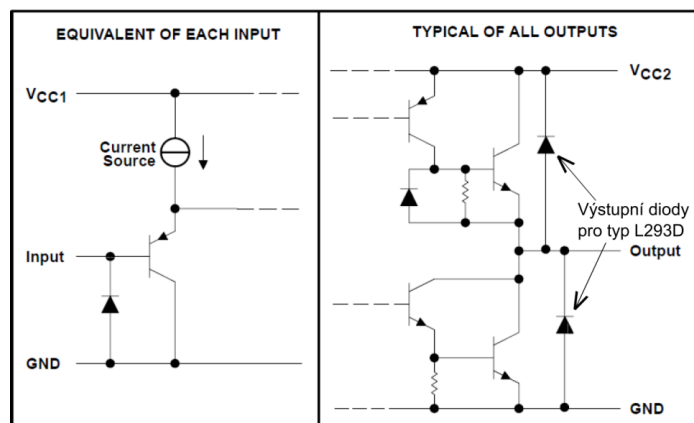 EQUIVALENT OF EACH INPUT
VCC1
Current
Source
Input
GND
TYPICAL OF ALL OUTPUTS
VCC2
Výstupní diody
pro typ L293D
Output
GND